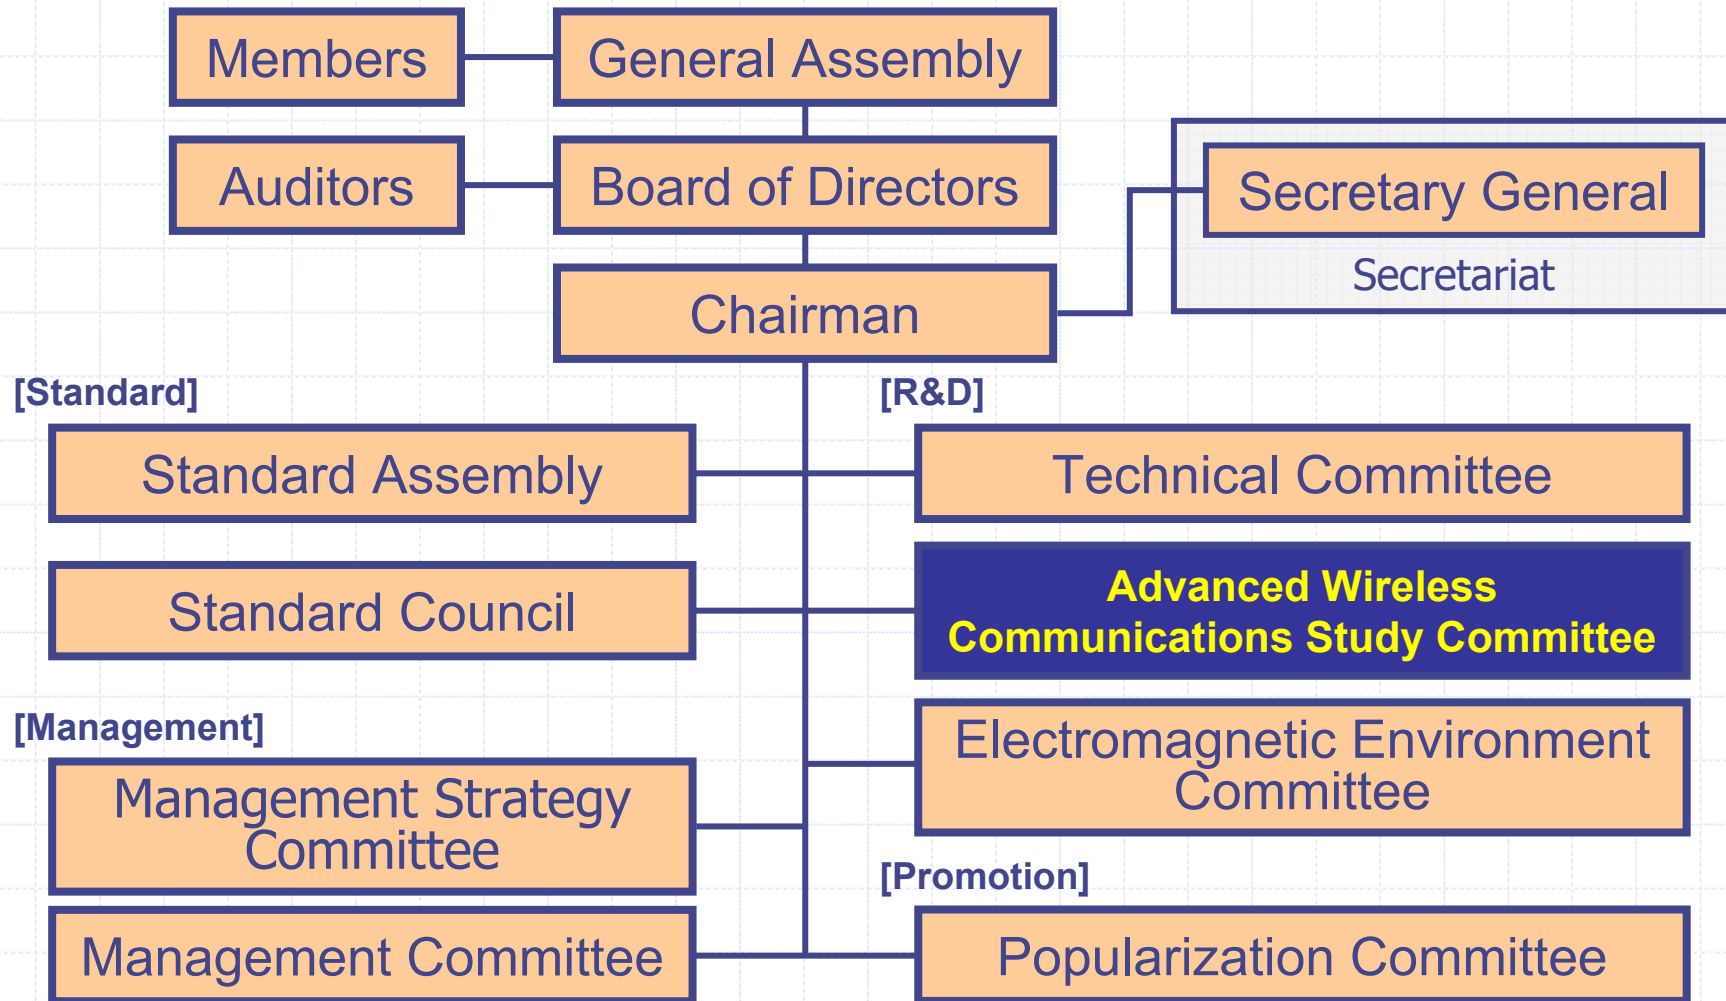 Members
General Assembly
Auditors
Board of Directors
Secretary General
Secretariat
Chairman
[Standard]
[R&D]
Standard Assembly
Technical Committee
Standard Council
Advanced Wireless
Communications Study Committee
[Management]
Management Strategy
Committee
Electromagnetic Environment
Committee
[Promotion]
Management Committee
Popularization Committee